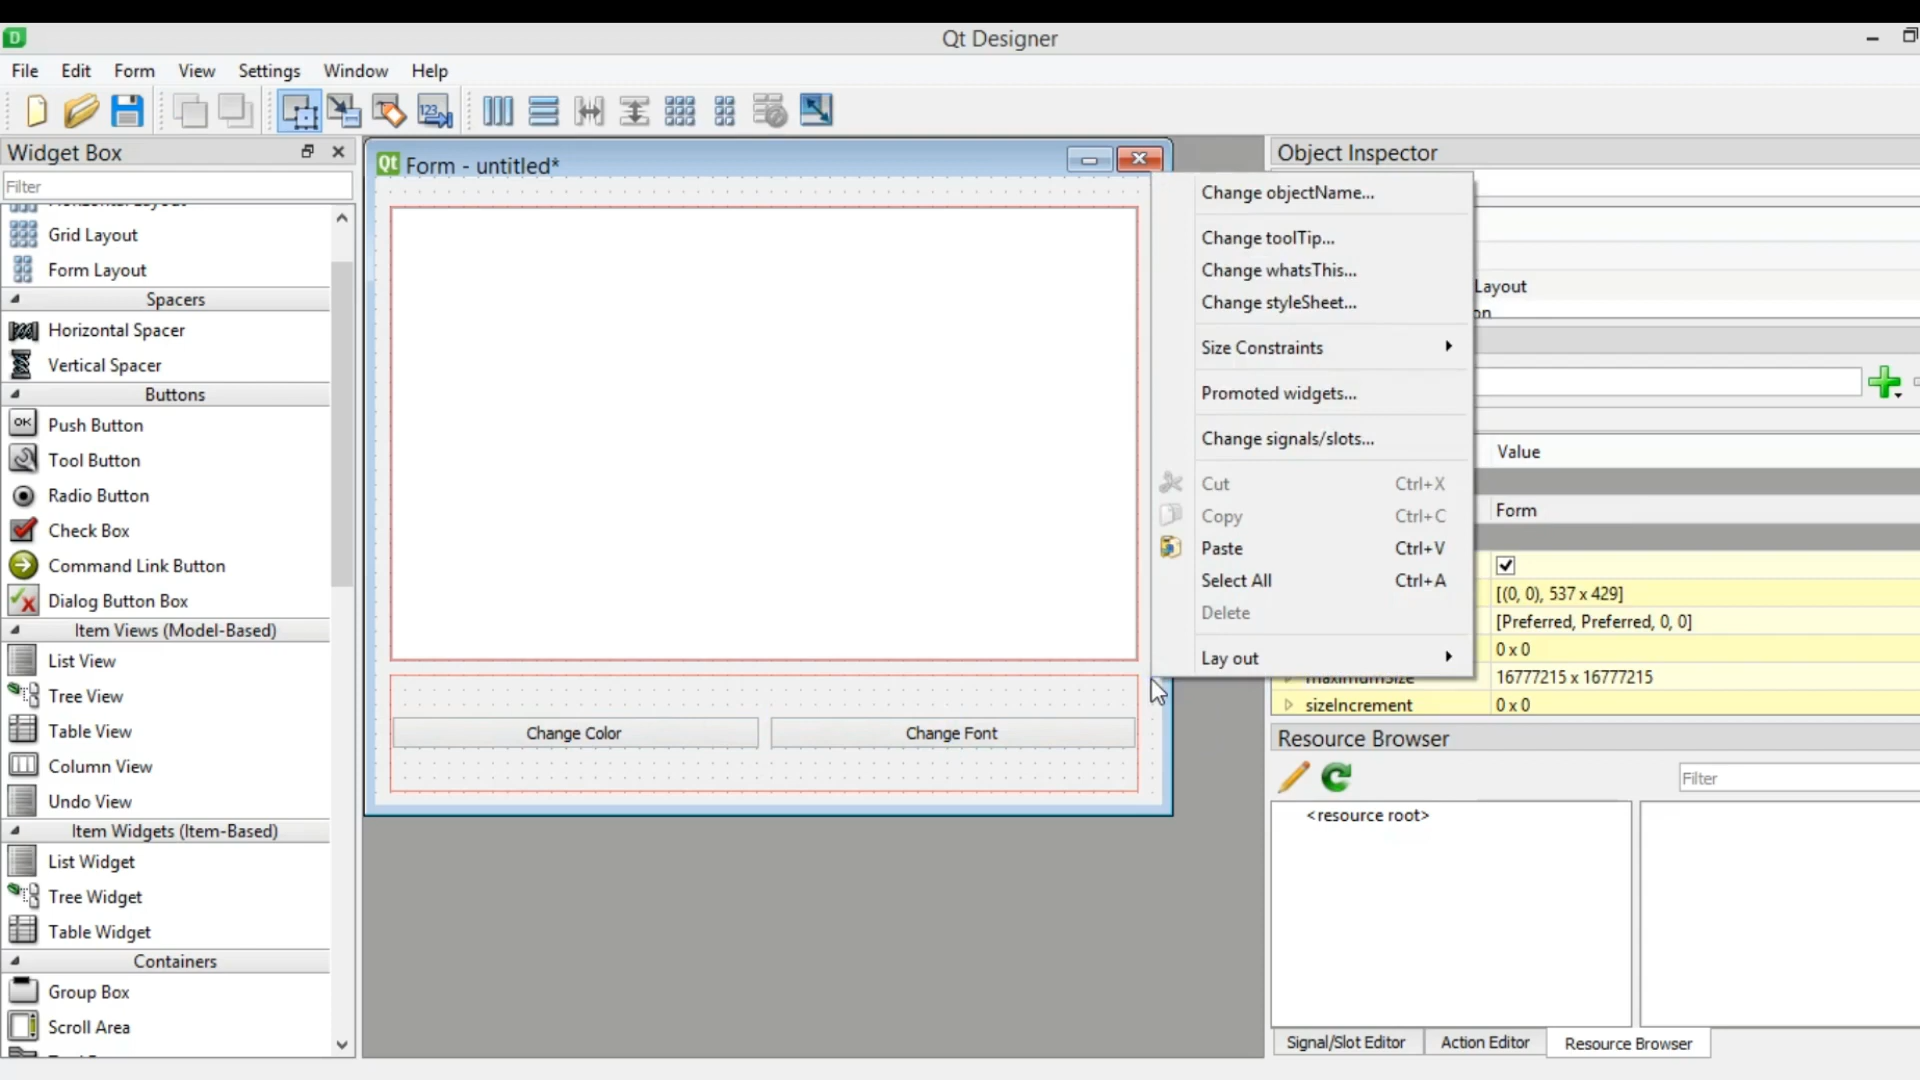 Qt Designer
File Edit Form View Settings Window Help
Widget Box
Filter
Grid Layout
Form Layout
Spacers
Horizontal Spacer
Vertical Spacer
Buttons
Push Button
Tool Button
Radio Button
Check Box
Command Link Button
Dialog Button Box
Item Views (Model-Based)
List View
Tree View
Table View
Column View
Undo View
Item Widgets (Item-Based)
List Widget
Tree Widget
Table Widget
Containers
Group Box
Scroll Area
Qt Form - untitled*
Change Color
Change Font
Change objectName...
Change toolTip...
Change whatsThis...
Change styleSheet...
Size Constraints
Promoted widgets...
Change signals/slots...
Cut Ctrl+X
Copy Ctrl+C
Paste Ctrl+V
Select All Ctrl+A
Delete
Lay out
Object Inspector
Layout
on
Value
Form
[(0, 0), 537 x 429]
[Preferred, Preferred, 0, 0]
0 x 0
maximumSize 16777215 x 16777215
sizeIncrement 0 x 0
Resource Browser
Filter
<resource root>
Signal/Slot Editor Action Editor Resource Browser